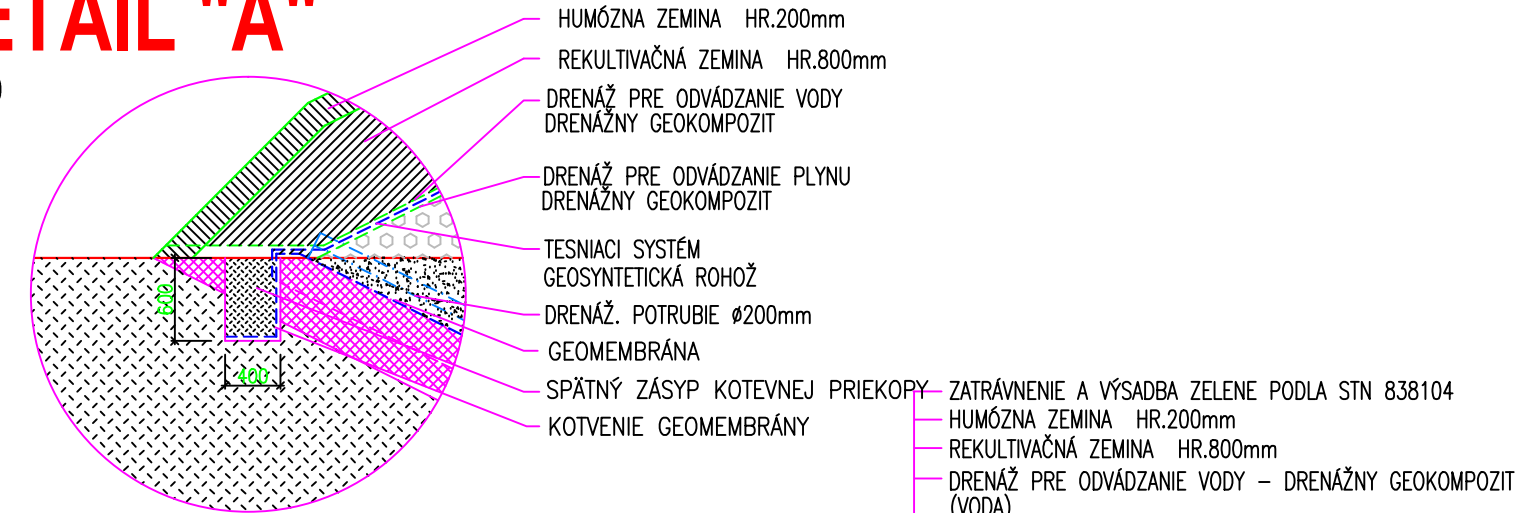 DETAIL "A"
HUMÓZNA ZEMINA HR.200mm
REKULTIVAČNÁ ZEMINA HR.800mm
DRENÁŽ PRE ODVÁDZANIE VODY
DRENÁŽNY GEOKOMPOZIT
DRENÁŽ PRE ODVÁDZANIE PLYNU
DRENÁŽNY GEOKOMPOZIT
TESNIACI SYSTÉM
GEOSYNTETICKÁ ROHOŽ
DRENÁŽ. POTRUBIE Ø200mm
GEOMEMBRÁNA
SPÄTNÝ ZÁSYP KOTEVNEJ PRIEKOPY
KOTVENIE GEOMEMBRÁNY
600
400
ZATRÁVNENIE A VÝSADBA ZELENE PODLA STN 838104
HUMÓZNA ZEMINA HR.200mm
REKULTIVAČNÁ ZEMINA HR.800mm
DRENÁŽ PRE ODVÁDZANIE VODY – DRENÁŽNY GEOKOMPOZIT
(VODA)